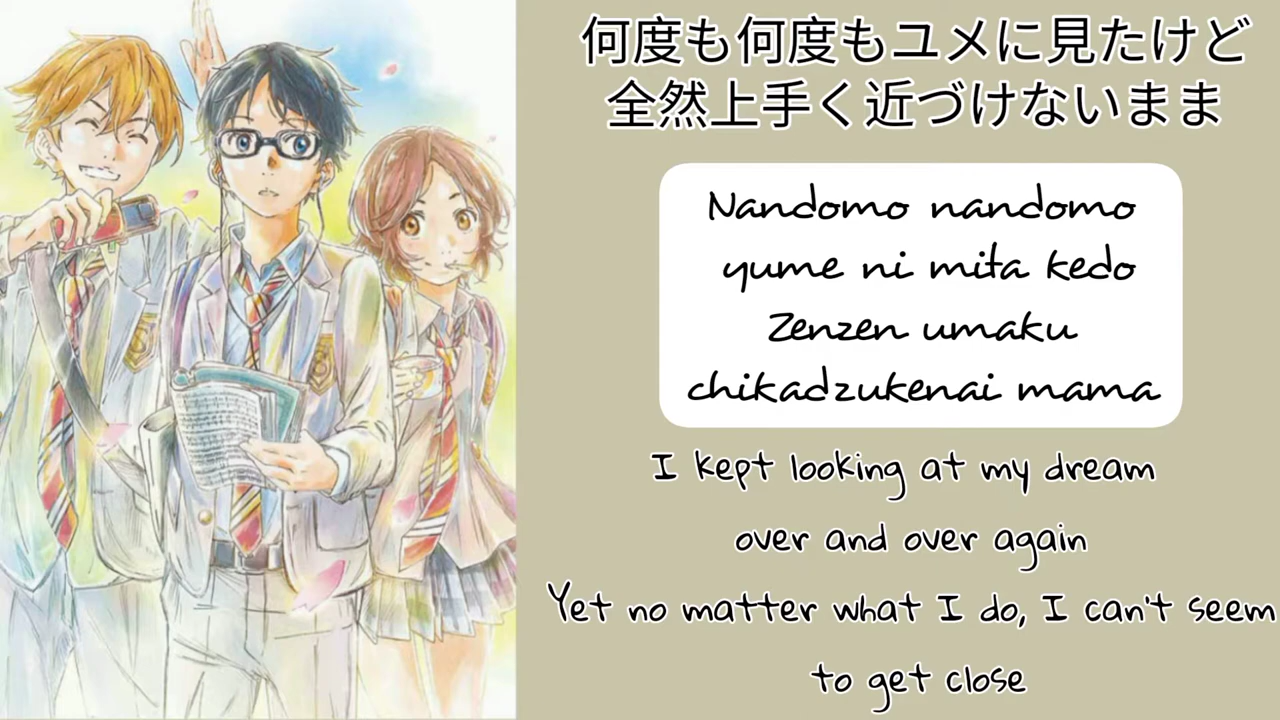 何度も何度もユメに見たけど
全然上手く近づけないまま
Nandomo nandomo
yume ni mita kedo
Zenzen umaku
chikadzukenai mama
I kept looking at my dream
over and over again
Yet no matter what I do, I can't seem
to get close